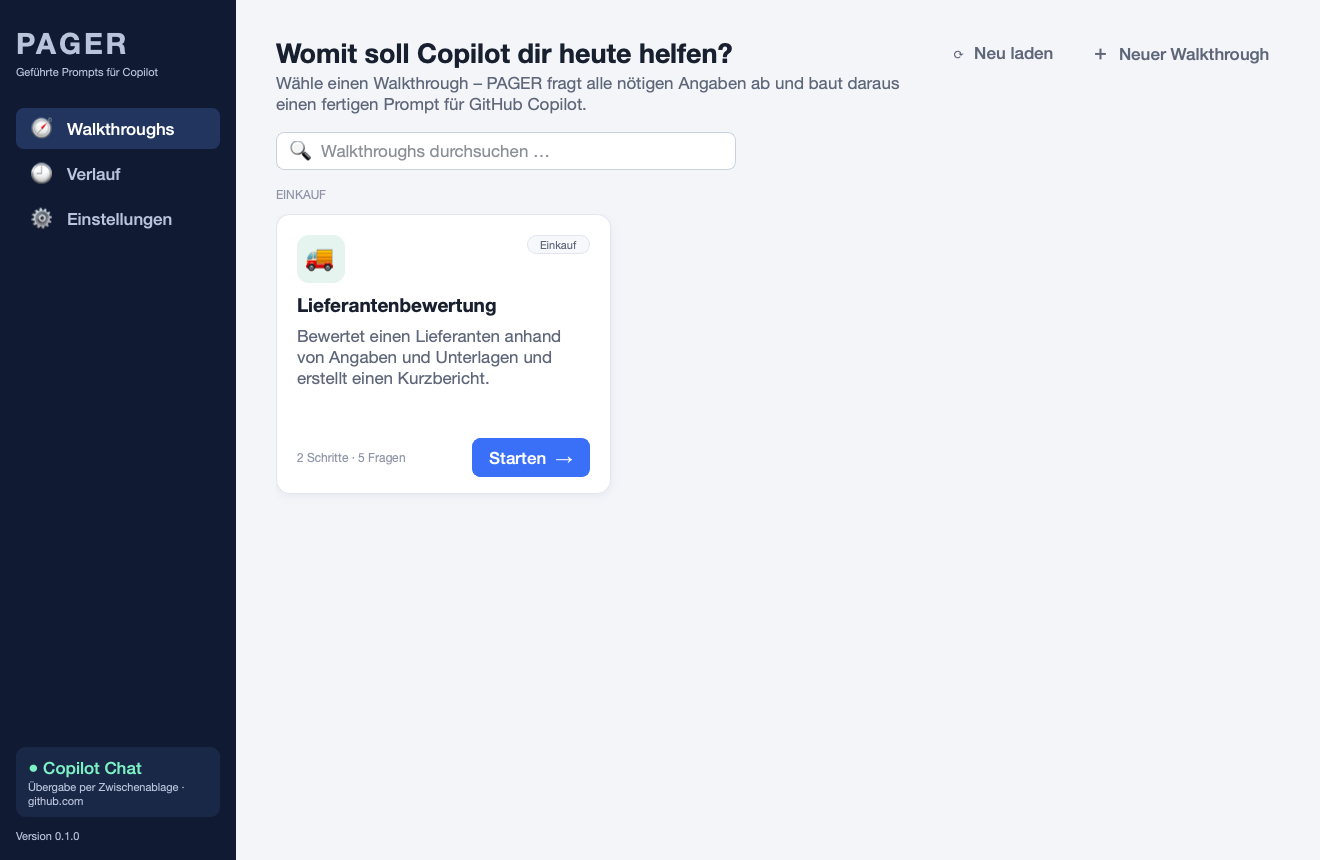 PAGER
Geführte Prompts für Copilot
Walkthroughs
Verlauf
Einstellungen
Copilot Chat
Übergabe per Zwischenablage ·
github.com
Version 0.1.0
Womit soll Copilot dir heute helfen?
Wähle einen Walkthrough – PAGER fragt alle nötigen Angaben ab und baut daraus
einen fertigen Prompt für GitHub Copilot.
Neu laden
+ Neuer Walkthrough
Walkthroughs durchsuchen …
EINKAUF
Einkauf
Lieferantenbewertung
Bewertet einen Lieferanten anhand
von Angaben und Unterlagen und
erstellt einen Kurzbericht.
2 Schritte · 5 Fragen
Starten →